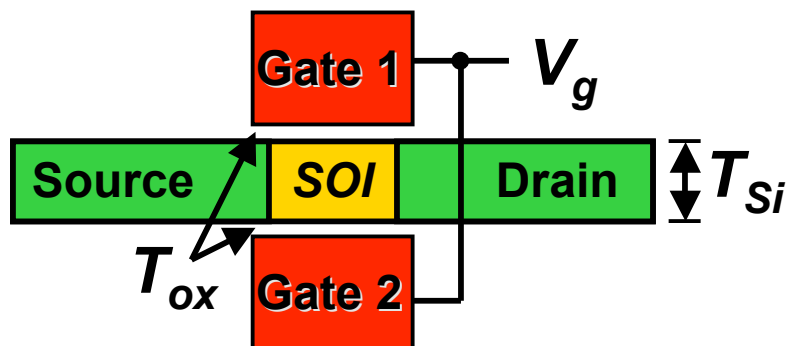 Gate 1
Vg
Source
SOI
Drain
TSi
Tox
Gate 2